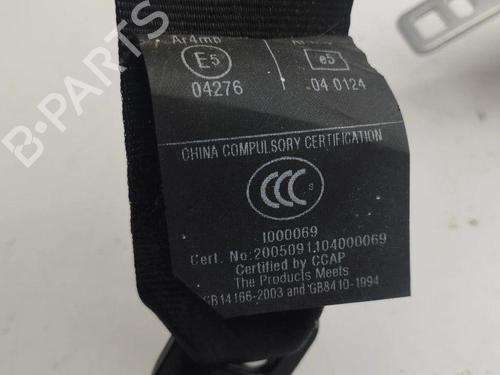 Ar4mp
E5 e5
04276 04 0124
CHINA COMPULSORY CERTIFICATION
CCC S
I000069
Cert. No:2005091104000069
Certified by CCAP
The Products Meets
GB14166-2003 and GB8410-1994